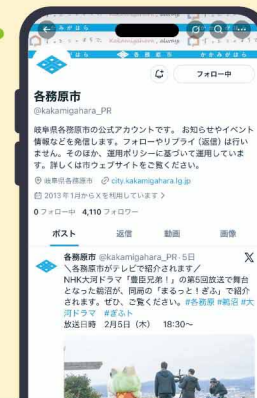 フォロー中
各務原市
@kakamigahara_PR
岐阜県各務原市の公式アカウントです。お知らせやイベント
情報などを発信します。フォローやリプライ(返信)は行い
ません。そのほか、運用ポリシーに基づいて運用していま
す。詳しくは市ウェブサイトをご覧ください。
岐阜県各務原市 city.kakamigahara.lg.jp
2013年1月からXを利用しています >
0 フォロー中 4,110 フォロワー
ポスト 返信 動画 画像
各務原市 @kakamigahara_PR·5日
＼各務原市がテレビで紹介されます／
NHK大河ドラマ「豊臣兄弟!」の第5回放送で舞台
となった鵜沼が、同局の「まるっと!ぎふ」で紹介
されます。ぜひ、ご覧ください。#各務原 #鵜沼 #大
河ドラマ #ぎふト
放送日時 2月5日(木) 18:30~